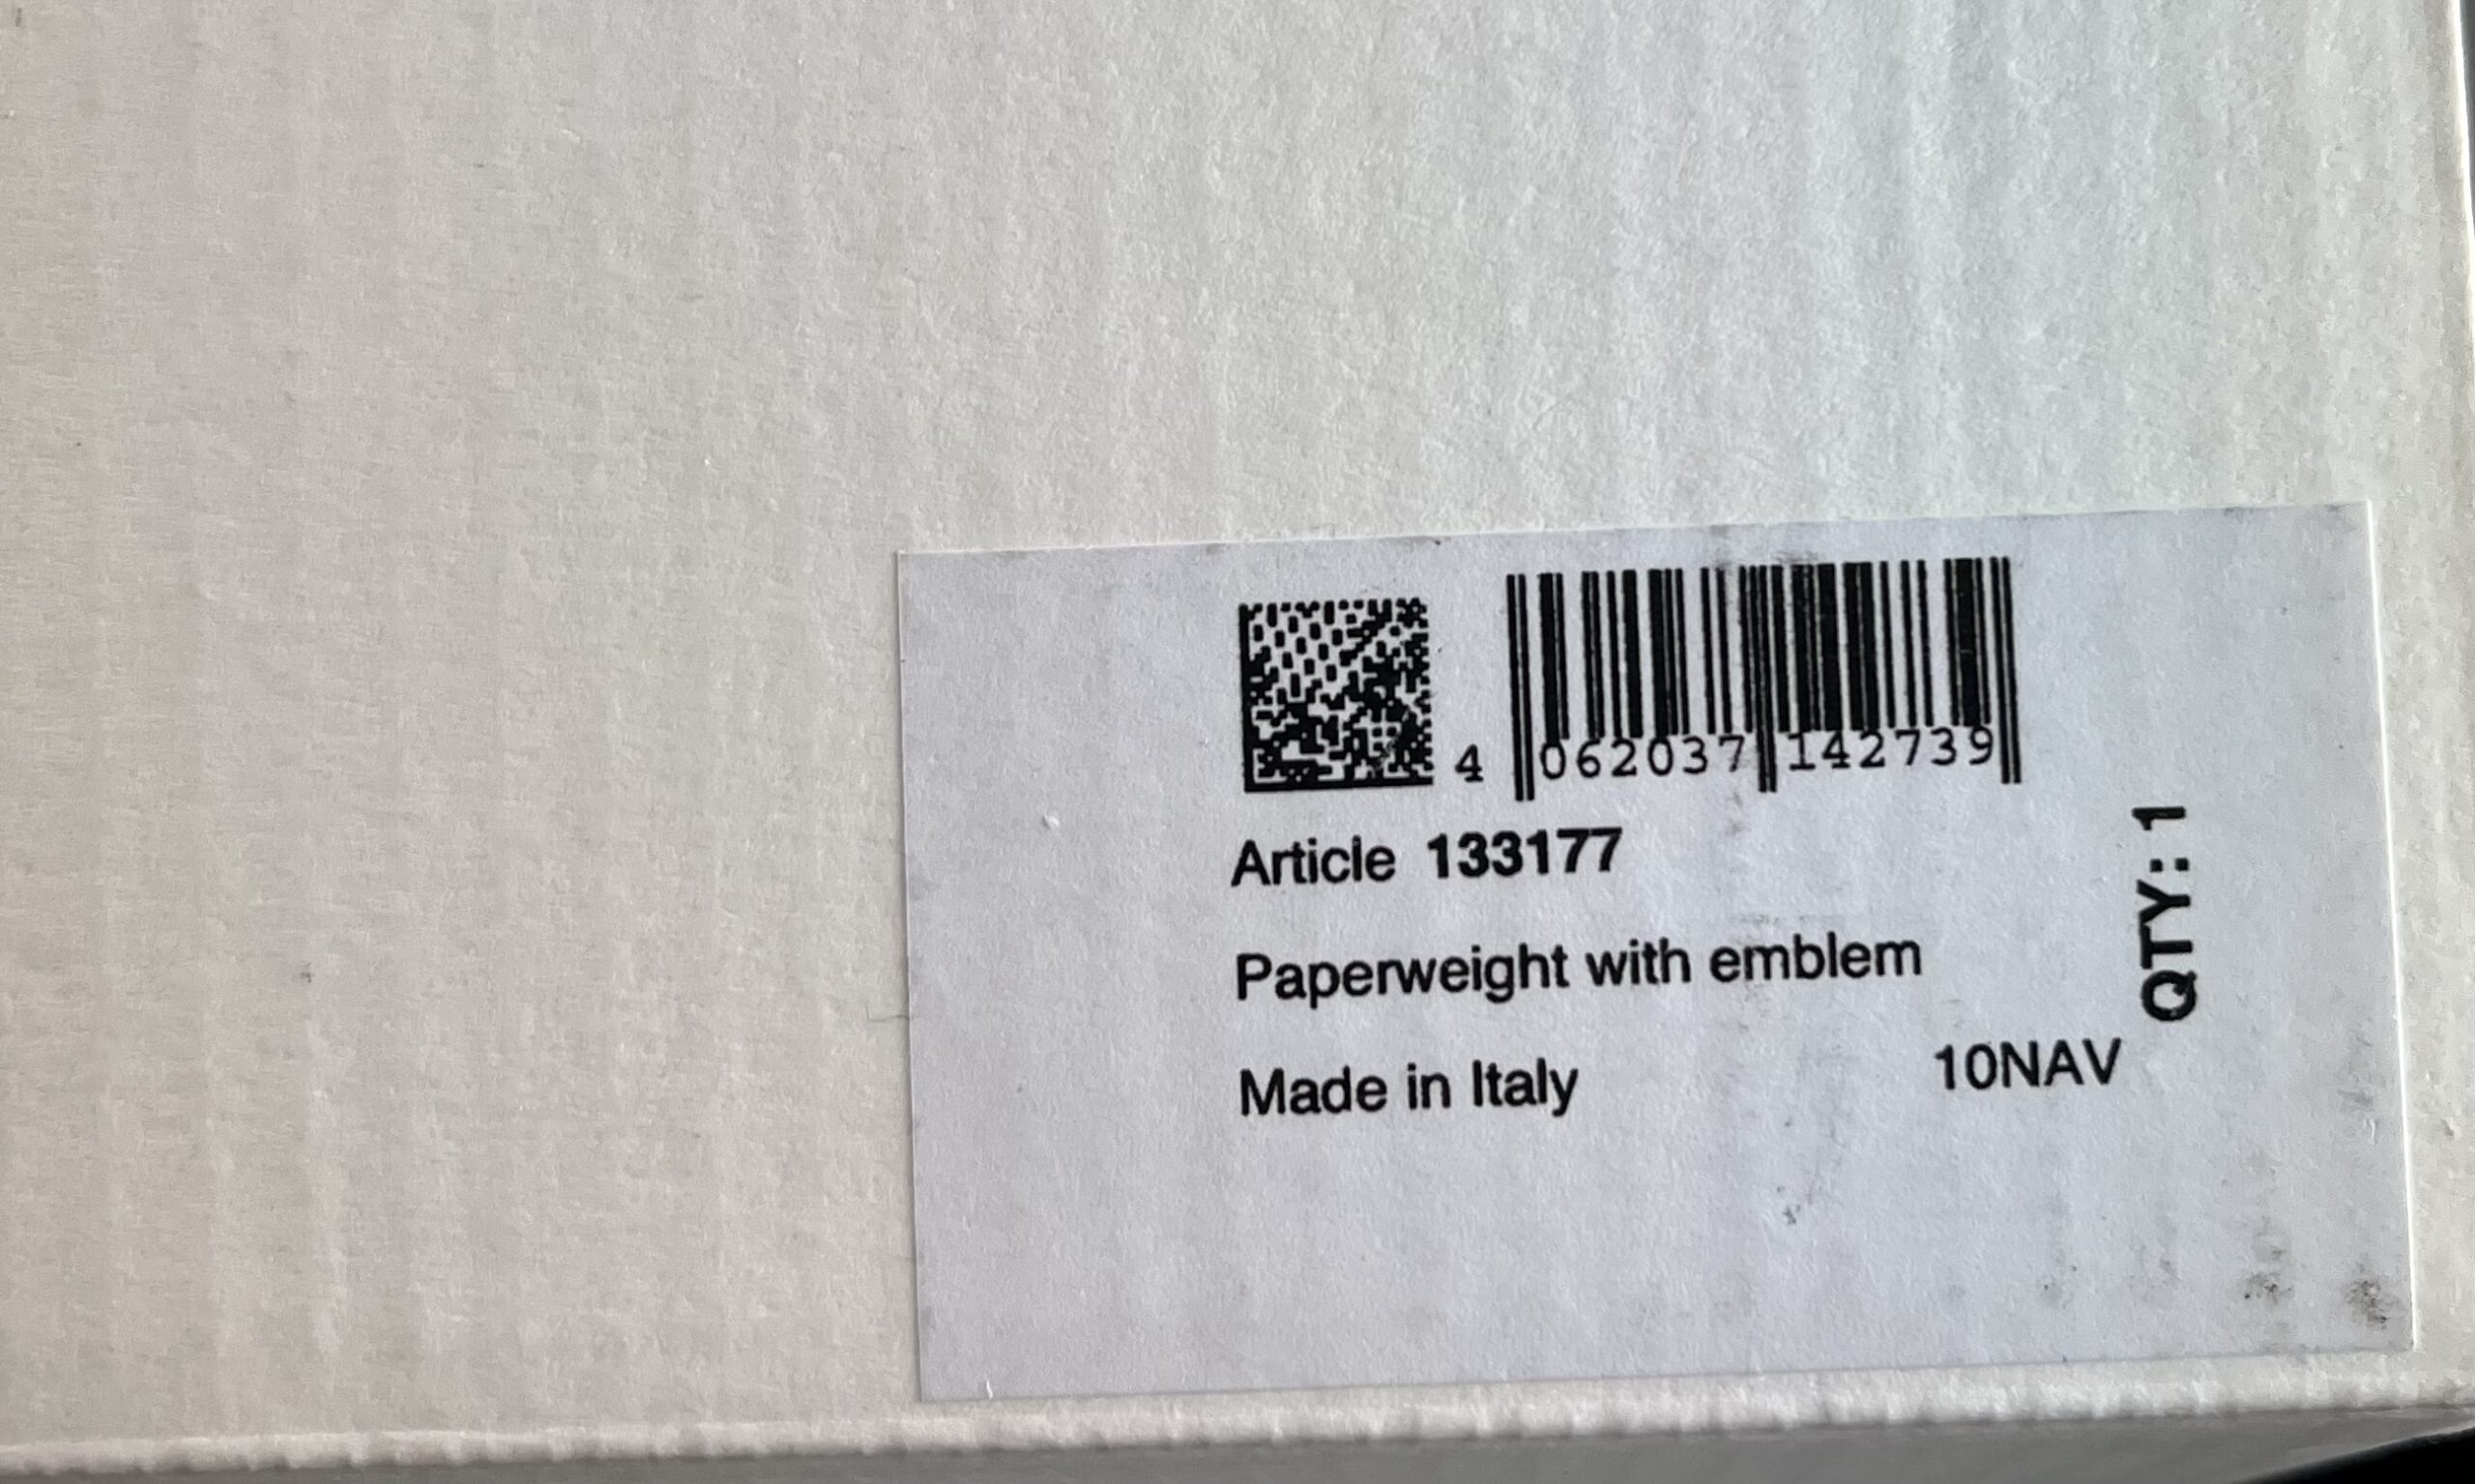 4 062037 142739
Article 133177
Paperweight with emblem
Made in Italy 10NAV
QTY: 1